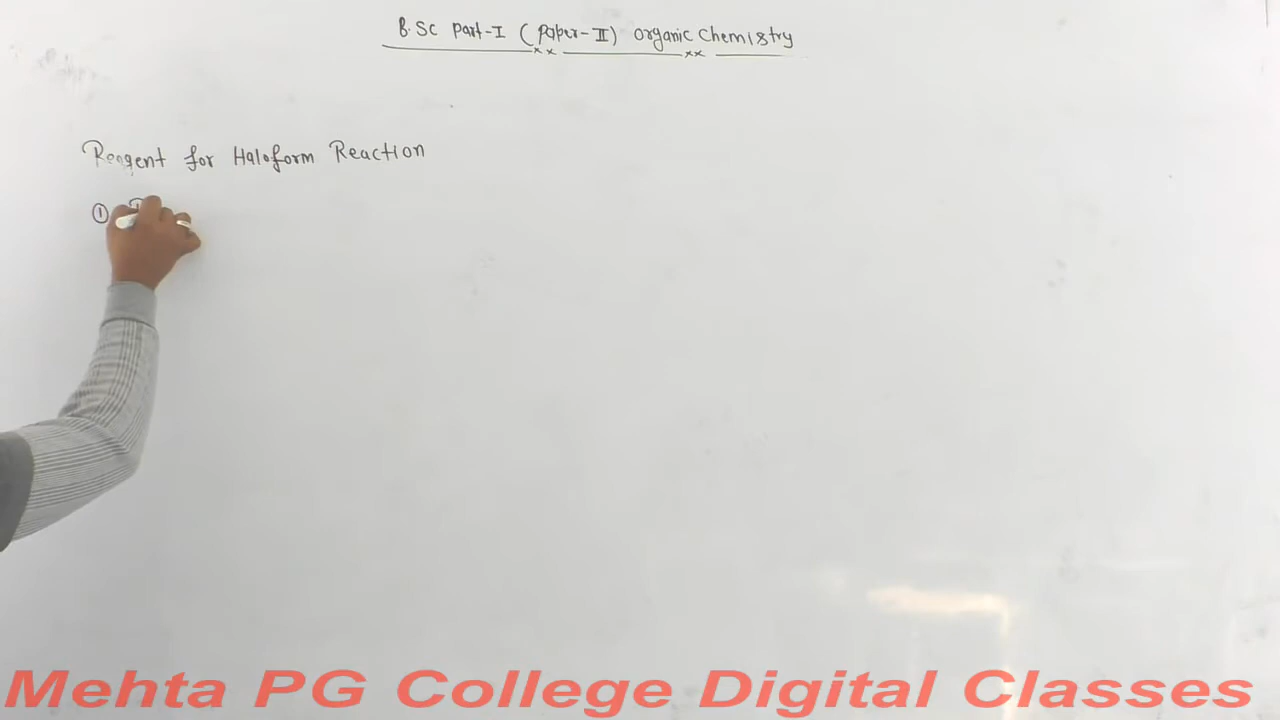 B.Sc Part-I (Paper-II) Organic Chemistry
Reagent for Haloform Reaction
①
Mehta PG College Digital Classes